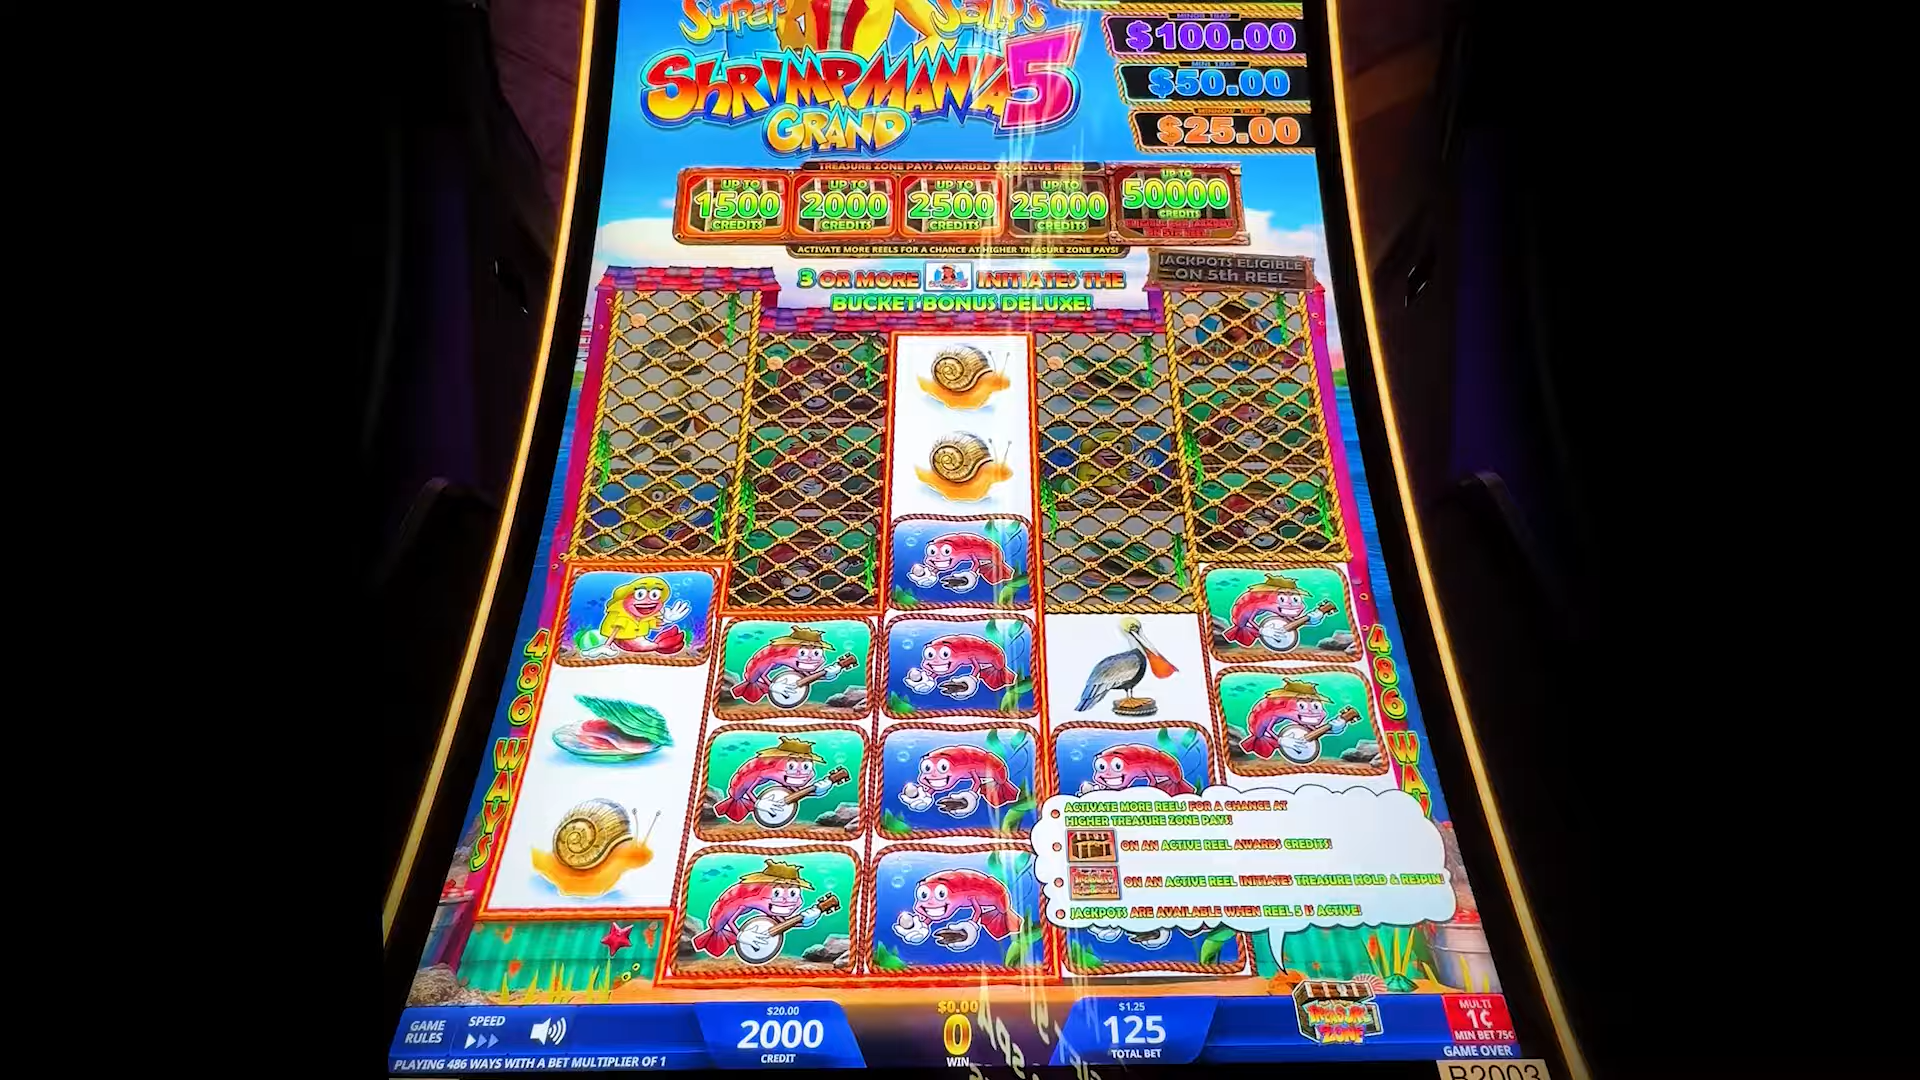 Super Sally's
SHRIMPMANIA 5
GRAND
MINOR TRAP
$100.00
MINI TRAP
$50.00
$25.00
TREASURE ZONE PAYS AWARDED ON ACTIVE REELS
UP TO 1500 CREDITS
UP TO 2000 CREDITS
UP TO 2500 CREDITS
UP TO 25000 CREDITS
UP TO 50000 CREDITS
ACTIVATE MORE REELS FOR A CHANCE AT HIGHER TREASURE ZONE PAYS!
JACKPOTS ELIGIBLE
ON 5th REEL
3 OR MORE INITIATES THE
BUCKET BONUS DELUXE!
486 WAYS
486 WA
ACTIVATE MORE REELS FOR A CHANCE AT
HIGHER TREASURE ZONE PAYS!
ON AN ACTIVE REEL AWARDS CREDITS!
ON AN ACTIVE REEL INITIATES TREASURE HOLD & RESPIN!
JACKPOTS ARE AVAILABLE WHEN REEL 5 IS ACTIVE!
TREASURE
ZONE
GAME
RULES
SPEED
$20.00
2000
CREDIT
$0.00
0
WIN
$1.25
125
TOTAL BET
MULTI
1¢
MIN BET 75¢
GAME OVER
PLAYING 486 WAYS WITH A BET MULTIPLIER OF 1
B2003